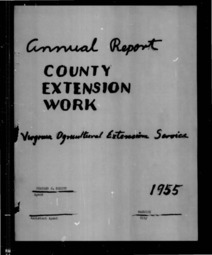 Annual Report
COUNTY
EXTENSION
WORK
Virginia Agricultural Extension Service
1955